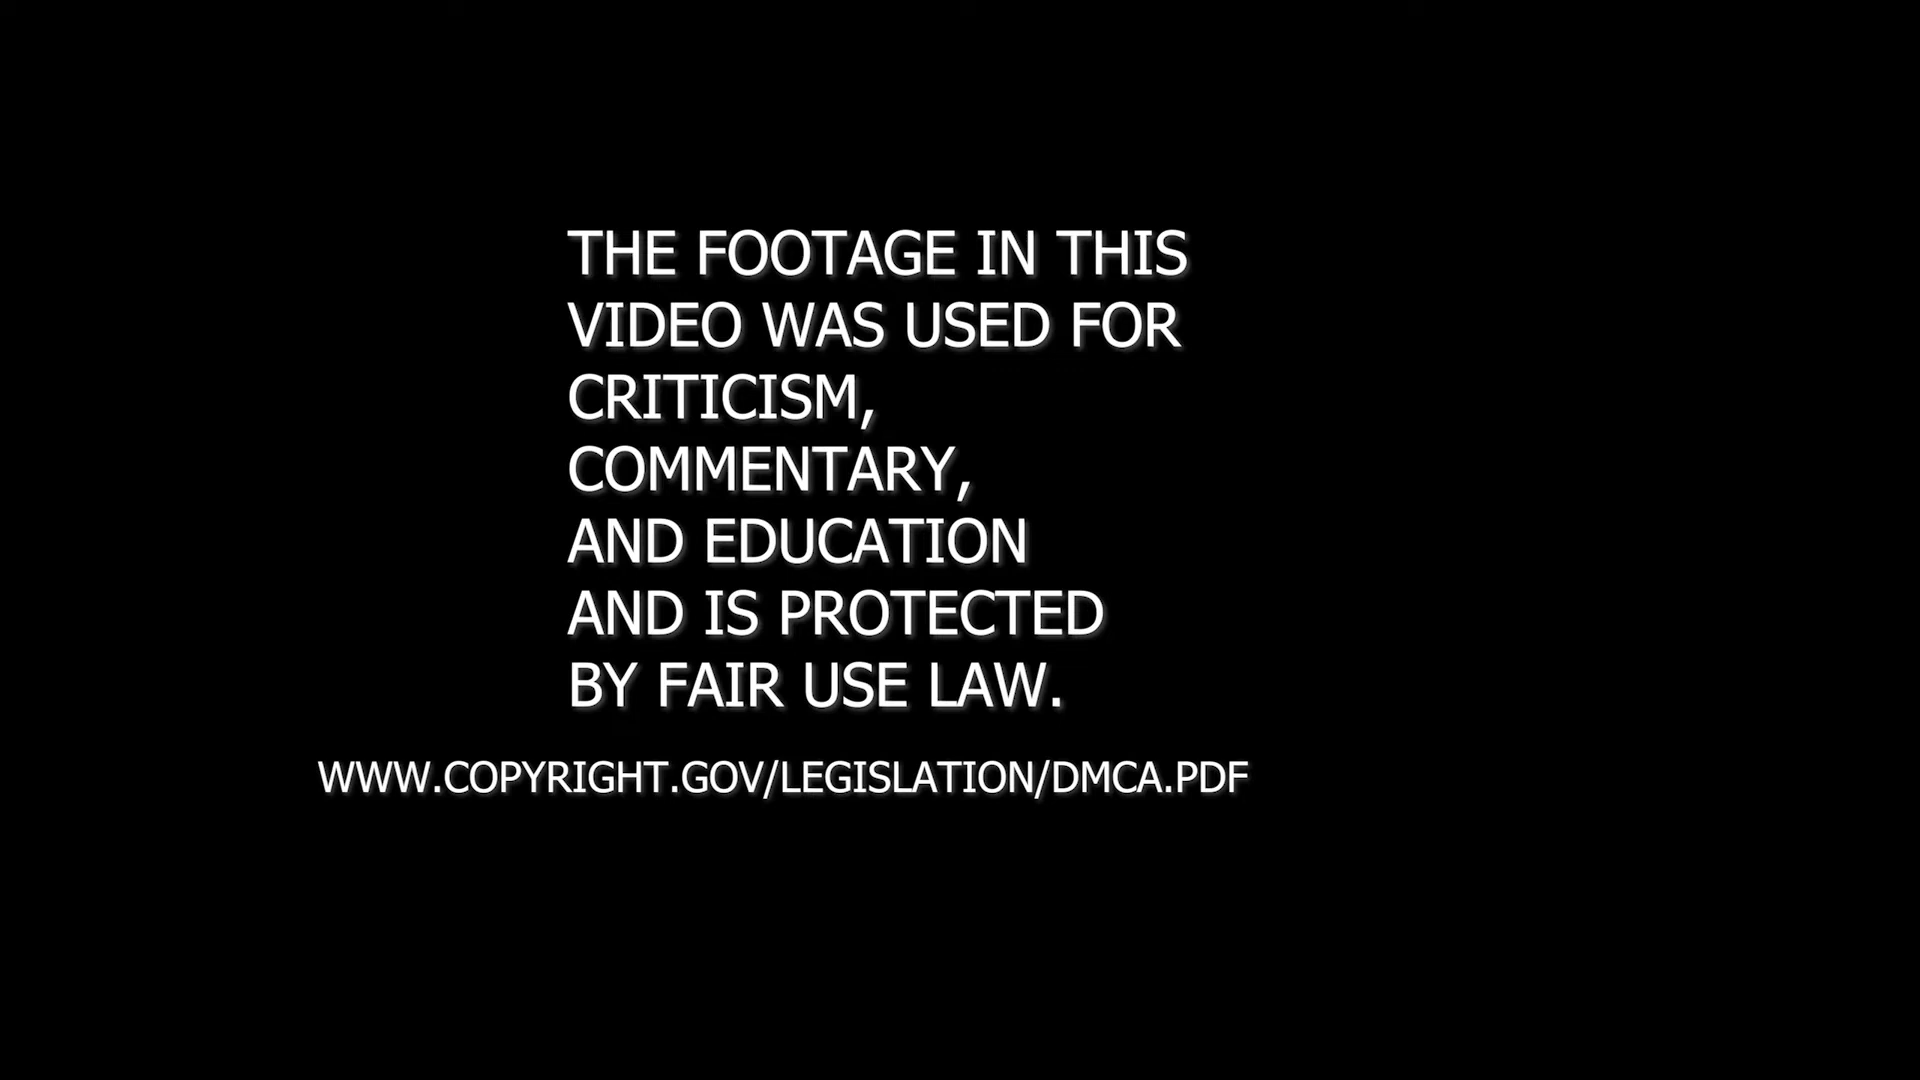 THE FOOTAGE IN THIS
VIDEO WAS USED FOR
CRITICISM,
COMMENTARY,
AND EDUCATION
AND IS PROTECTED
BY FAIR USE LAW.
WWW.COPYRIGHT.GOV/LEGISLATION/DMCA.PDF